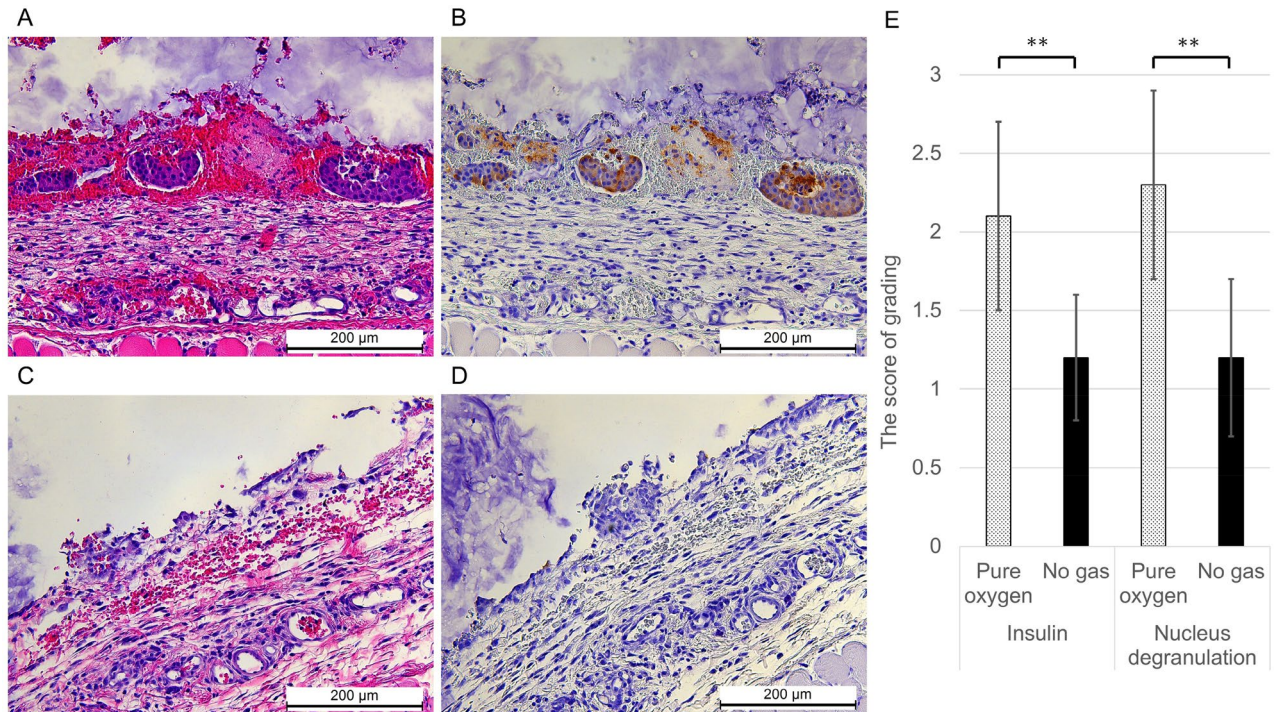 A
B
200 µm
200 µm
C
D
200 µm
200 µm
E
**
**
The score of grading
3
2.5
2
1.5
1
0.5
0
Pure
oxygen
No gas
Pure
oxygen
No gas
Insulin
Nucleus
degranulation